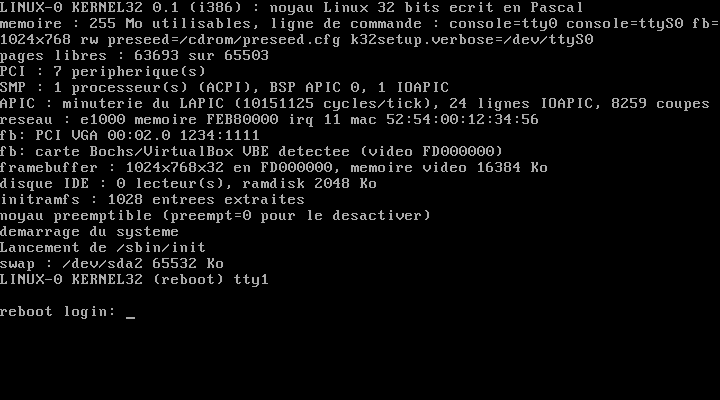 LINUX-0 KERNEL32 0.1 (i386) : noyau Linux 32 bits ecrit en Pascal
memoire : 255 Mo utilisables, ligne de commande : console=tty0 console=ttyS0 fb=
1024x768 rw preseed=/cdrom/preseed.cfg k32setup.verbose=/dev/ttyS0
pages libres : 63693 sur 65503
PCI : 7 peripherique(s)
SMP : 1 processeur(s) (ACPI), BSP APIC 0, 1 IOAPIC
APIC : minuterie du LAPIC (10151125 cycles/tick), 24 lignes IOAPIC, 8259 coupes
reseau : e1000 memoire FEB80000 irq 11 mac 52:54:00:12:34:56
fb: PCI VGA 00:02.0 1234:1111
fb: carte Bochs/VirtualBox VBE detectee (video FD000000)
framebuffer : 1024x768x32 en FD000000, memoire video 16384 Ko
disque IDE : 0 lecteur(s), ramdisk 2048 Ko
initramfs : 1028 entrees extraites
noyau preemptible (preempt=0 pour le desactiver)
demarrage du systeme
Lancement de /sbin/init
swap : /dev/sda2 65532 Ko
LINUX-0 KERNEL32 (reboot) tty1
reboot login: _